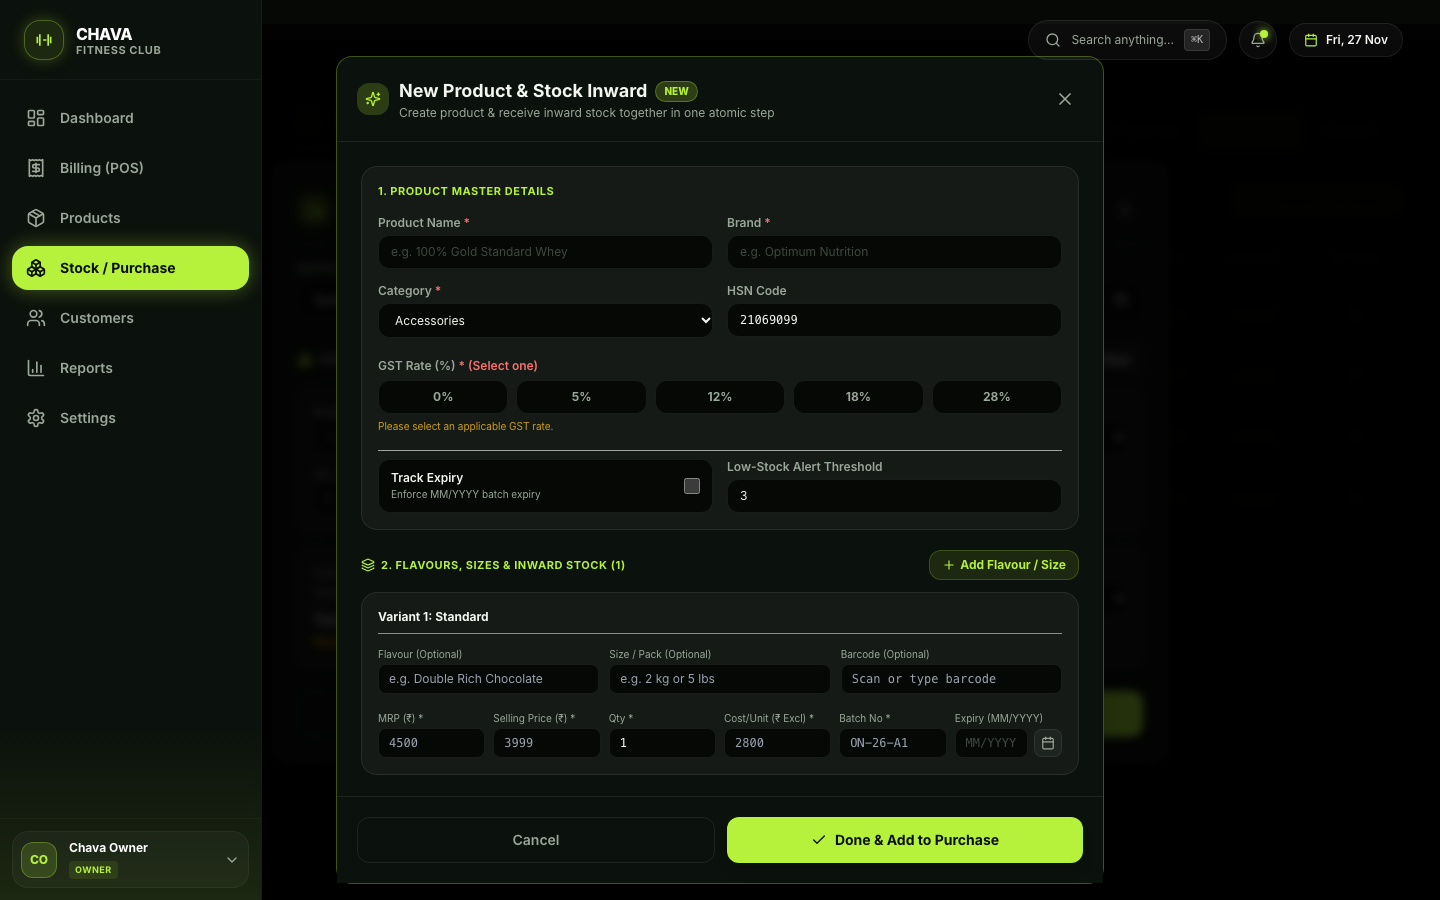 CHAVA
FITNESS CLUB
Dashboard
Billing (POS)
Products
Stock / Purchase
Customers
Reports
Settings
CO
Chava Owner
OWNER
Search anything... ⌘K
Fri, 27 Nov
New Product & Stock Inward NEW
Create product & receive inward stock together in one atomic step
1. PRODUCT MASTER DETAILS
Product Name * Brand *
e.g. 100% Gold Standard Whey e.g. Optimum Nutrition
Category * HSN Code
Accessories 21069099
GST Rate (%) * (Select one)
0% 5% 12% 18% 28%
Please select an applicable GST rate.
Track Expiry Low-Stock Alert Threshold
Enforce MM/YYYY batch expiry 3
2. FLAVOURS, SIZES & INWARD STOCK (1) + Add Flavour / Size
Variant 1: Standard
Flavour (Optional) Size / Pack (Optional) Barcode (Optional)
e.g. Double Rich Chocolate e.g. 2 kg or 5 lbs Scan or type barcode
MRP (₹) * Selling Price (₹) * Qty * Cost/Unit (₹ Excl) * Batch No * Expiry (MM/YYYY)
4500 3999 1 2800 ON-26-A1 MM/YYYY
Cancel Done & Add to Purchase